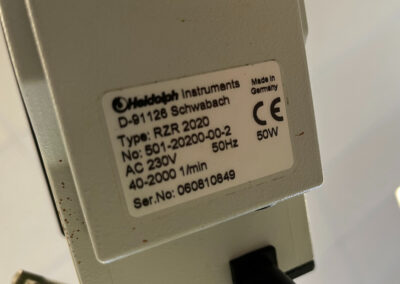 Heidolph Instruments
D-91126 Schwabach
Made in
Germany
Type: RZR 2020
No: 501-20200-00-2
CE
AC 230V 50Hz 50W
40-2000 1/min
Ser.No: 060810849